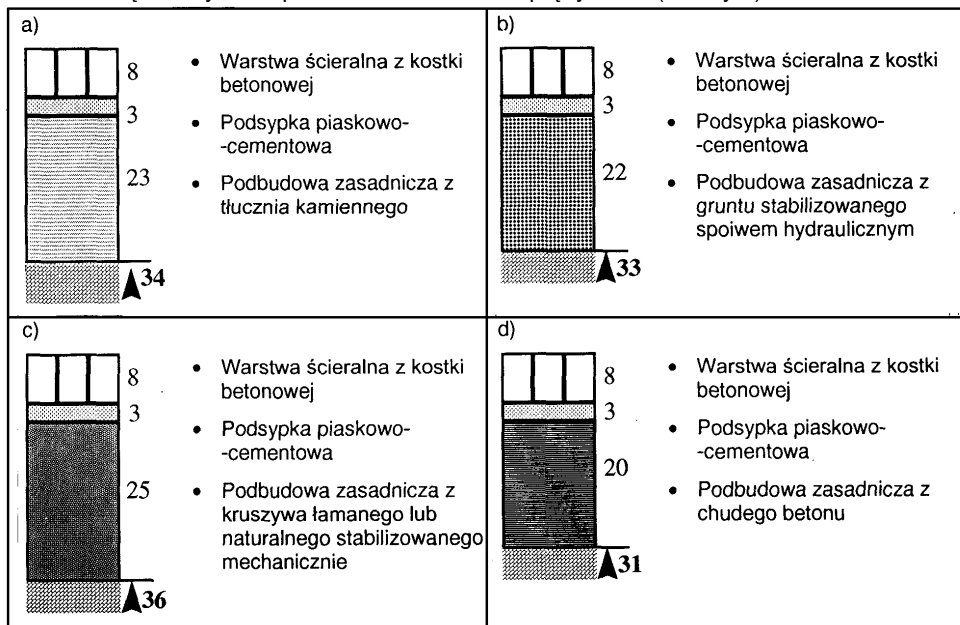 a)
8
3
23
34
• Warstwa ścieralna z kostki
betonowej
• Podsypka piaskowo-
-cementowa
• Podbudowa zasadnicza z
tłucznia kamiennego
b)
8
3
22
33
• Warstwa ścieralna z kostki
betonowej
• Podsypka piaskowo-
-cementowa
• Podbudowa zasadnicza z
gruntu stabilizowanego
spoiwem hydraulicznym
c)
8
3
25
36
• Warstwa ścieralna z kostki
betonowej
• Podsypka piaskowo-
-cementowa
• Podbudowa zasadnicza z
kruszywa łamanego lub
naturalnego stabilizowanego
mechanicznie
d)
8
3
20
31
• Warstwa ścieralna z kostki
betonowej
• Podsypka piaskowo-
-cementowa
• Podbudowa zasadnicza z
chudego betonu